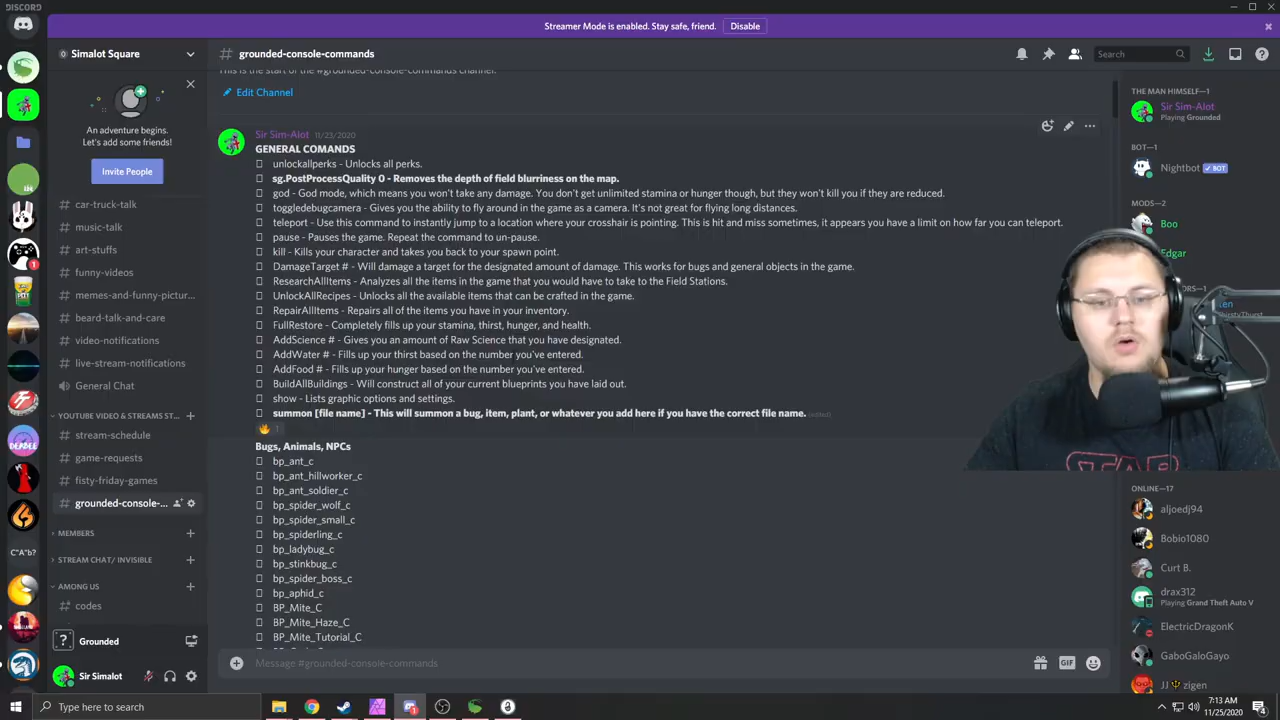 DISCORD
Streamer Mode is enabled. Stay safe, friend. Disable
Simalot Square
An adventure begins.
Let's add some friends!
Invite People
car-truck-talk
music-talk
art-stuffs
funny-videos
memes-and-funny-pictur...
beard-talk-and-care
video-notifications
live-stream-notifications
General Chat
YOUTUBE VIDEO & STREAMS ST...
stream-schedule
game-requests
fisty-friday-games
grounded-console-...
MEMBERS
STREAM CHAT/ INVISIBLE
AMONG US
codes
Grounded
Sir Simalot
1
C"A"b?
# grounded-console-commands
Search
This is the start of the #grounded-console-commands channel.
Edit Channel
Sir Sim-Alot 11/23/2020
GENERAL COMANDS
unlockallperks - Unlocks all perks.
sg.PostProcessQuality 0 - Removes the depth of field blurriness on the map.
god - God mode, which means you won't take any damage. You don't get unlimited stamina or hunger though, but they won't kill you if they are reduced.
toggledebugcamera - Gives you the ability to fly around in the game as a camera. It's not great for flying long distances.
teleport - Use this command to instantly jump to a location where your crosshair is pointing. This is hit and miss sometimes, it appears you have a limit on how far you can teleport.
pause - Pauses the game. Repeat the command to un-pause.
kill - Kills your character and takes you back to your spawn point.
DamageTarget # - Will damage a target for the designated amount of damage. This works for bugs and general objects in the game.
ResearchAllItems - Analyzes all the items in the game that you would have to take to the Field Stations.
UnlockAllRecipes - Unlocks all the available items that can be crafted in the game.
RepairAllItems - Repairs all of the items you have in your inventory.
FullRestore - Completely fills up your stamina, thirst, hunger, and health.
AddScience # - Gives you an amount of Raw Science that you have designated.
AddWater # - Fills up your thirst based on the number you've entered.
AddFood # - Fills up your hunger based on the number you've entered.
BuildAllBuildings - Will construct all of your current blueprints you have laid out.
show - Lists graphic options and settings.
summon [file name] - This will summon a bug, item, plant, or whatever you add here if you have the correct file name. (edited)
1
Bugs, Animals, NPCs
bp_ant_c
bp_ant_hillworker_c
bp_ant_soldier_c
bp_spider_wolf_c
bp_spider_small_c
bp_spiderling_c
bp_ladybug_c
bp_stinkbug_c
bp_spider_boss_c
bp_aphid_c
BP_Mite_C
BP_Mite_Haze_C
BP_Mite_Tutorial_C
Message #grounded-console-commands
GIF
THE MAN HIMSELF—1
Sir Sim-Alot
Playing Grounded
BOT—1
Nightbot BOT
MODS—2
Boo
Edgar
ONLINE—17
aljoedj94
Bobio1080
Curt B.
drax312
Playing Grand Theft Auto V
ElectricDragonK
GaboGaloGayo
JJ zigen
Type here to search
7:13 AM
11/25/2020
4